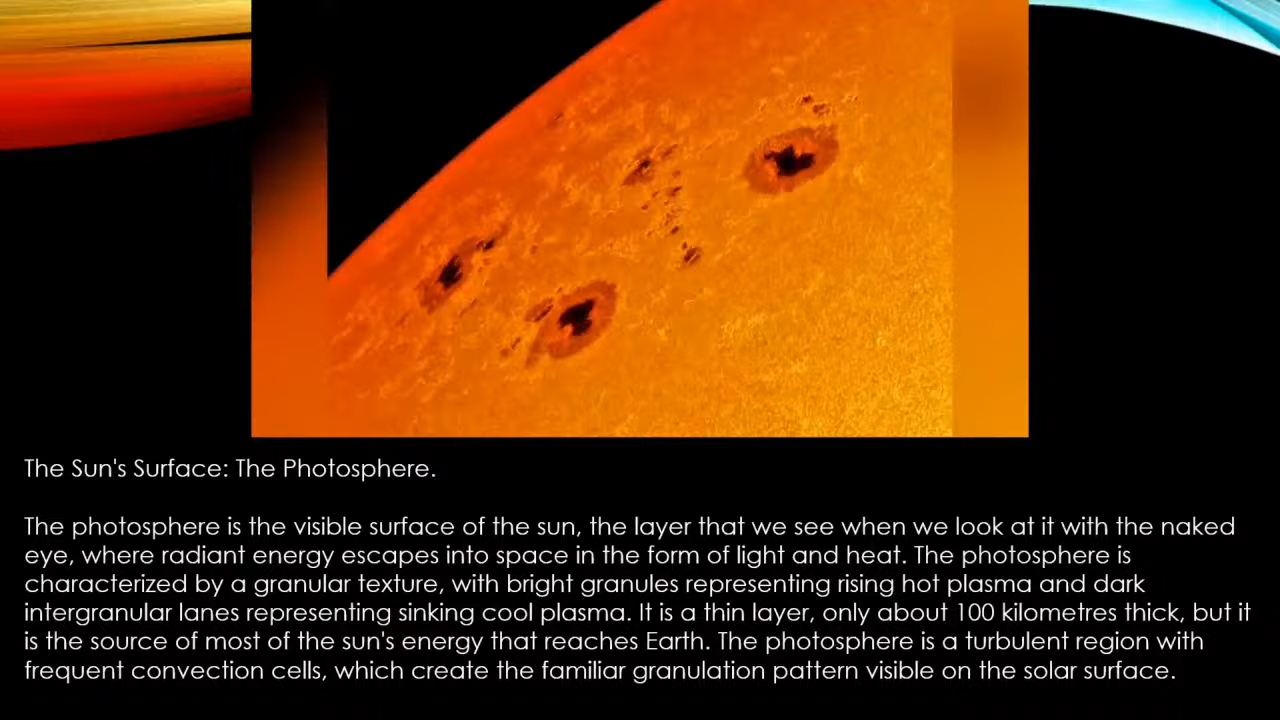 The Sun's Surface: The Photosphere.
The photosphere is the visible surface of the sun, the layer that we see when we look at it with the naked
eye, where radiant energy escapes into space in the form of light and heat. The photosphere is
characterized by a granular texture, with bright granules representing rising hot plasma and dark
intergranular lanes representing sinking cool plasma. It is a thin layer, only about 100 kilometres thick, but it
is the source of most of the sun's energy that reaches Earth. The photosphere is a turbulent region with
frequent convection cells, which create the familiar granulation pattern visible on the solar surface.